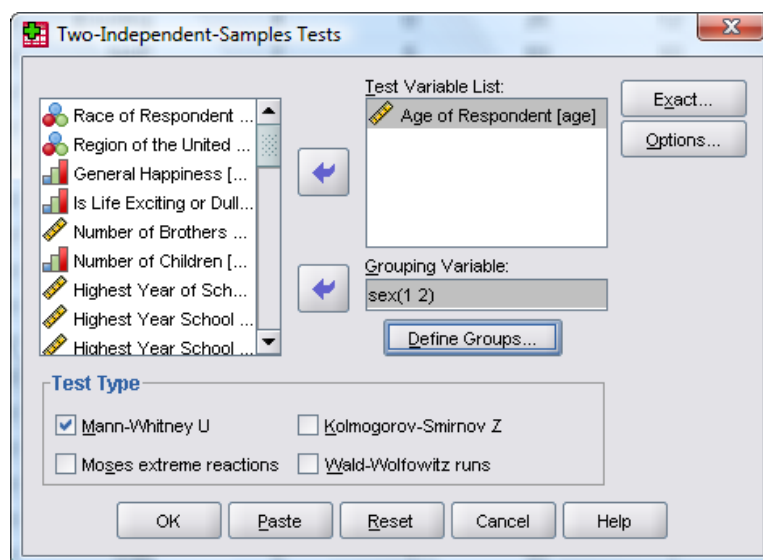 Two-Independent-Samples Tests
Race of Respondent ...
Region of the United ...
General Happiness [...
Is Life Exciting or Dull...
Number of Brothers ...
Number of Children [...
Highest Year of Sch...
Highest Year School ...
Highest Year School ...
Test Variable List:
Age of Respondent [age]
Grouping Variable:
sex(1 2)
Define Groups...
Exact...
Options...
Test Type
Mann-Whitney U
Kolmogorov-Smirnov Z
Moses extreme reactions
Wald-Wolfowitz runs
OK
Paste
Reset
Cancel
Help